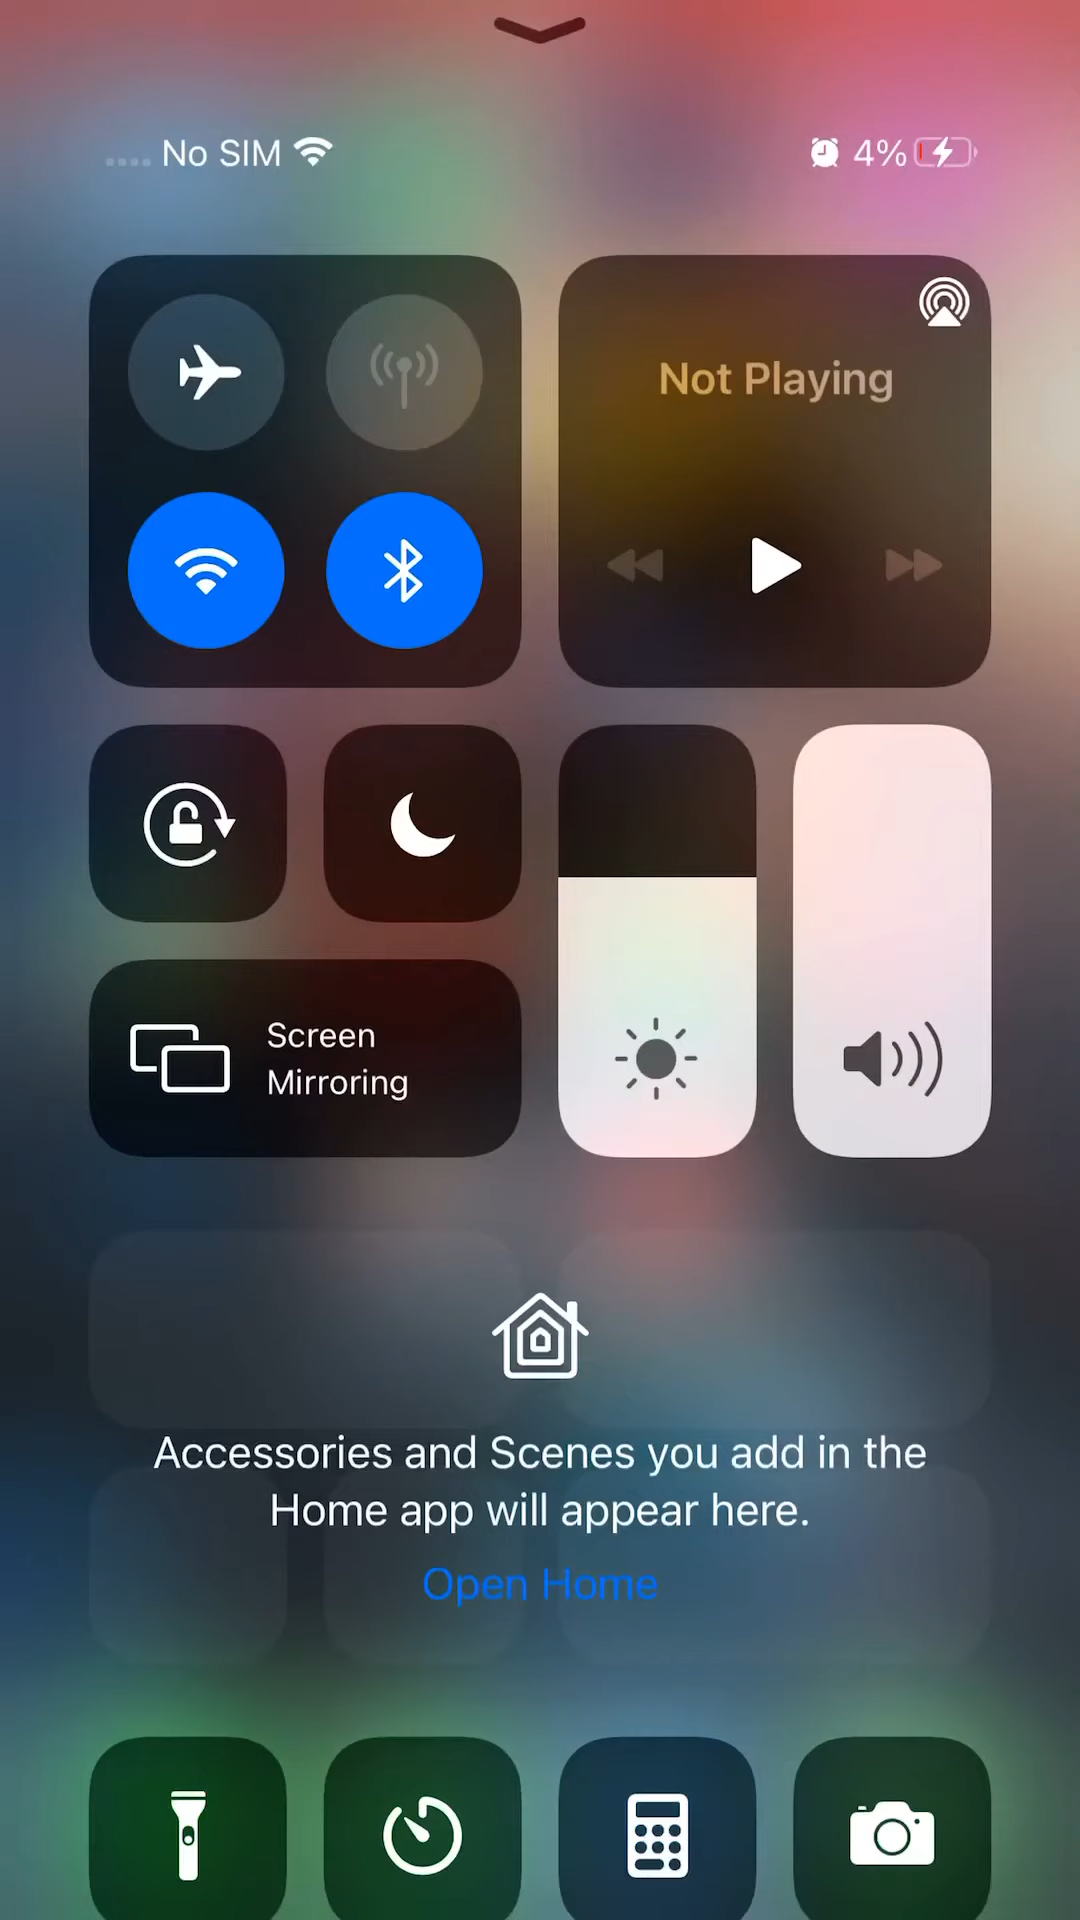 No SIM
4%
Not Playing
Screen
Mirroring
Accessories and Scenes you add in the
Home app will appear here.
Open Home